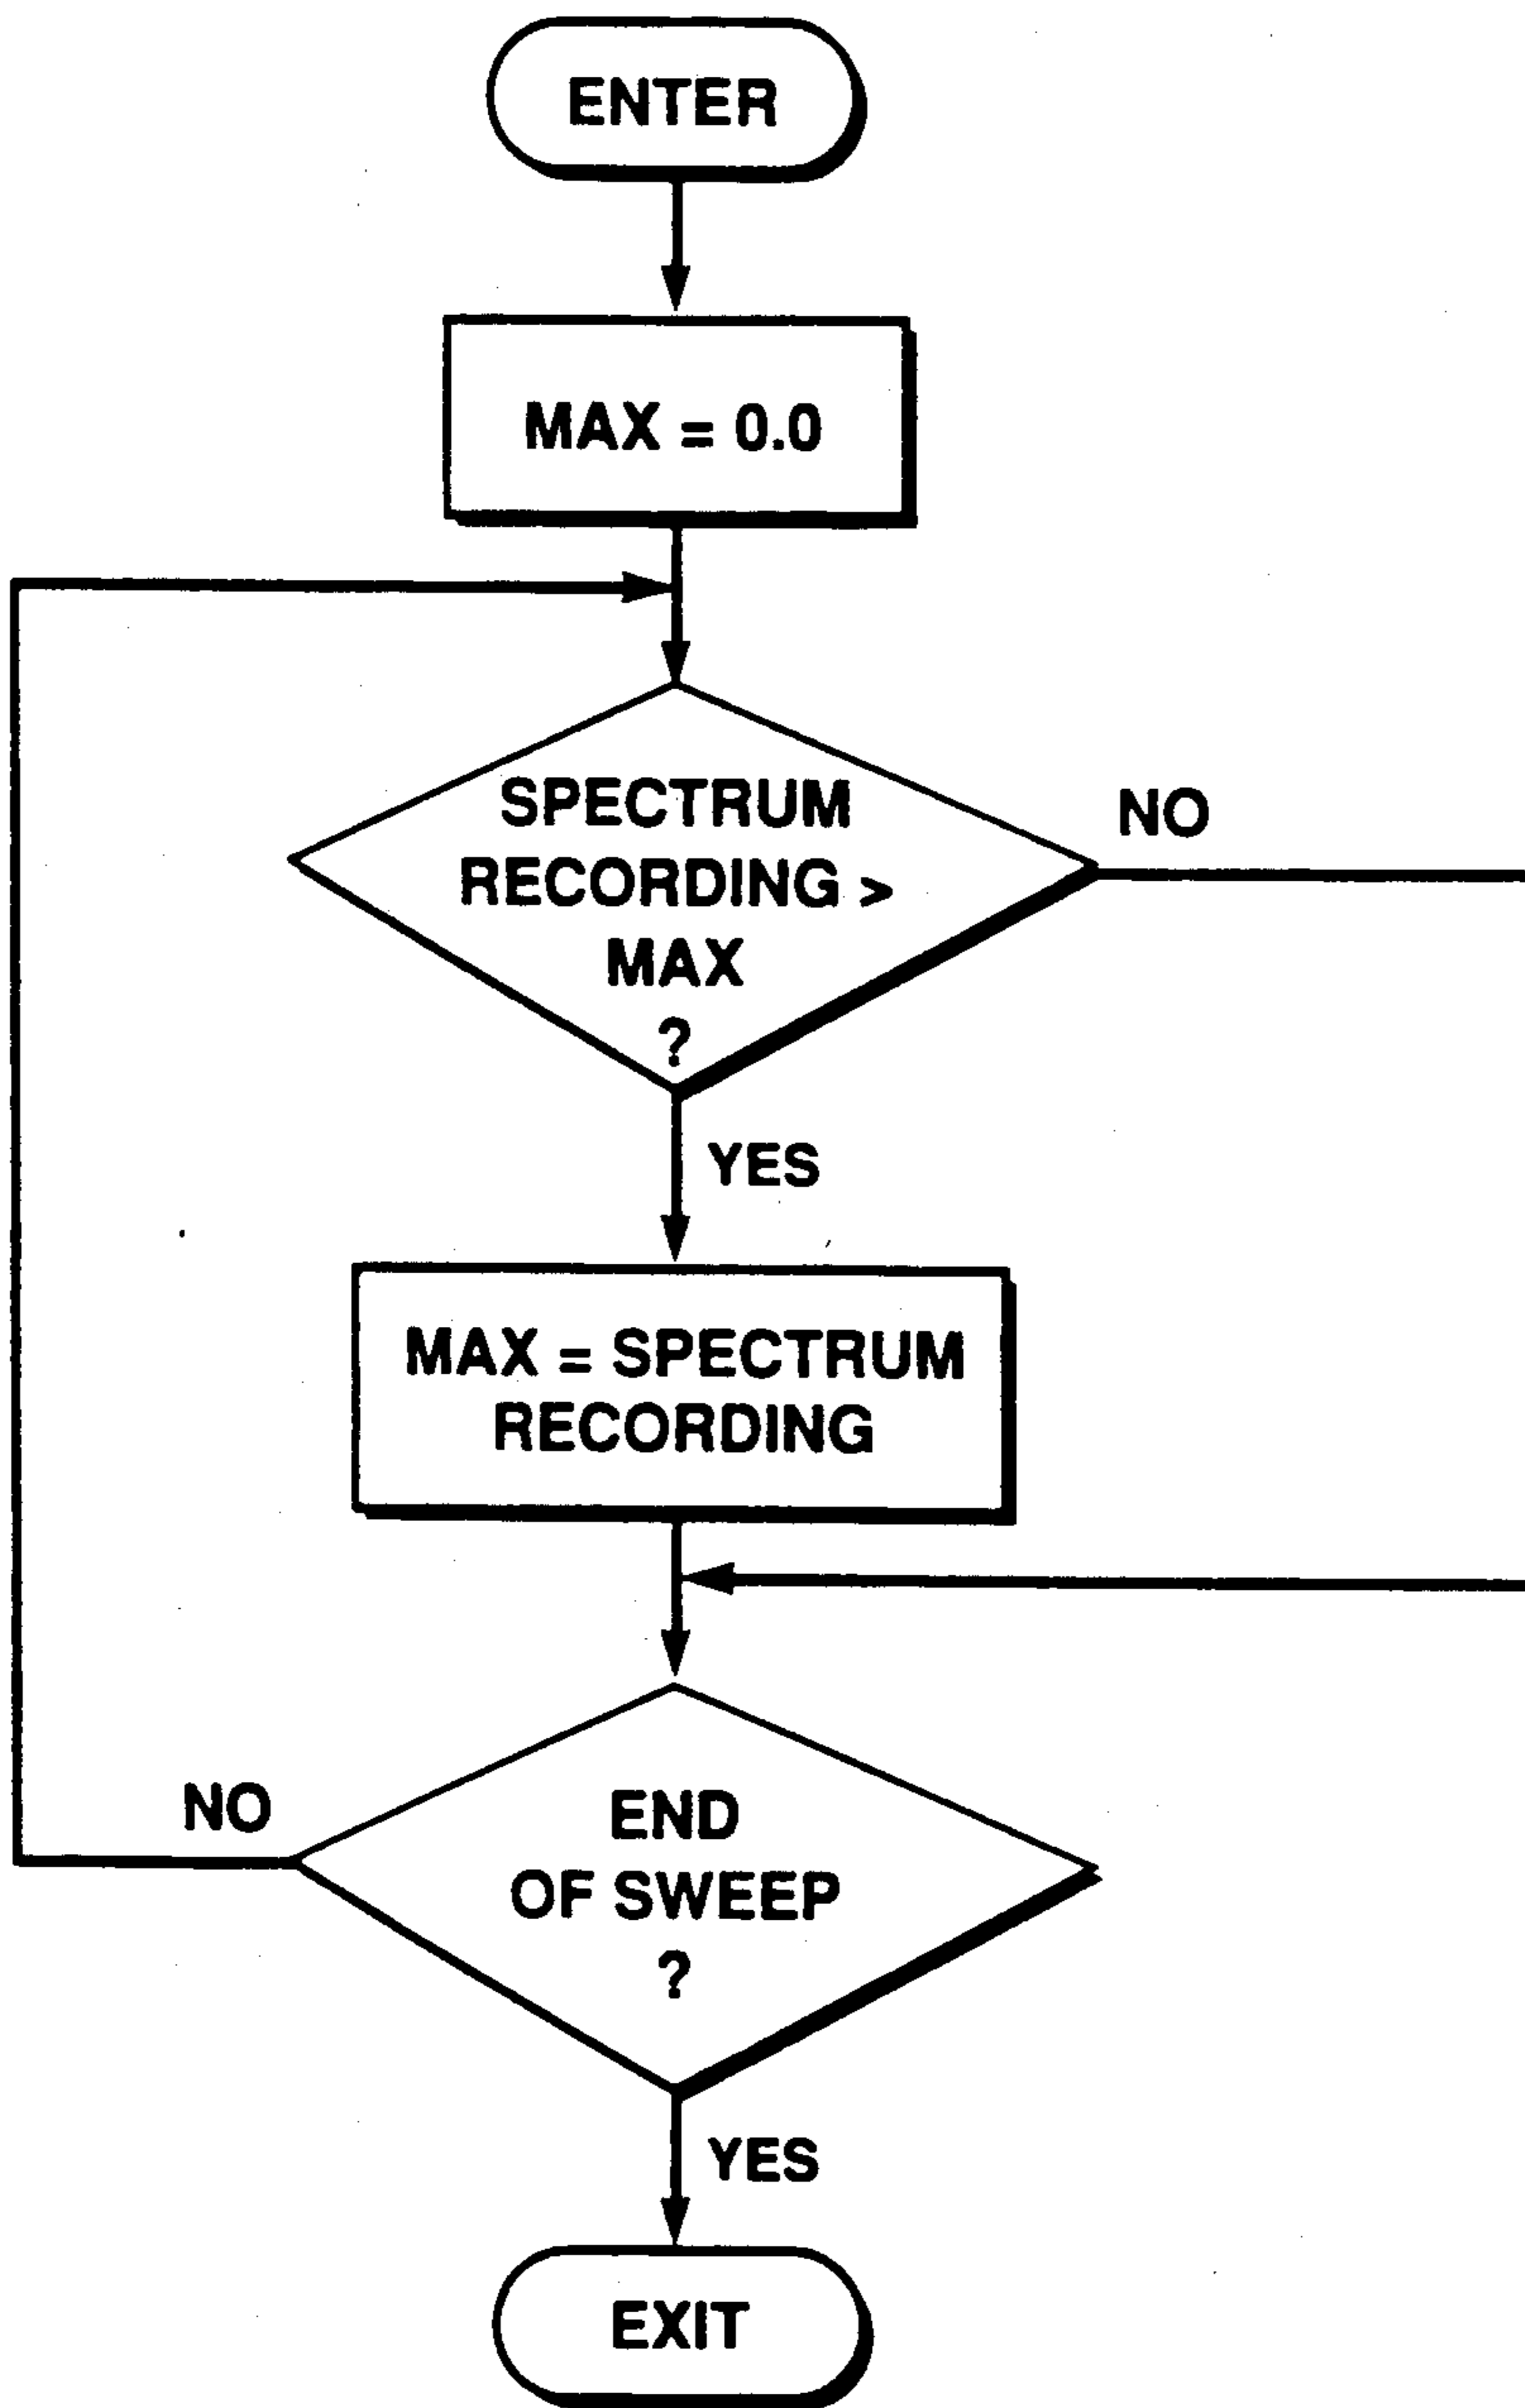 ENTER
MAX = 0.0
SPECTRUM
RECORDING >
MAX
?
NO
YES
MAX = SPECTRUM
RECORDING
NO
END
OF SWEEP
?
YES
EXIT